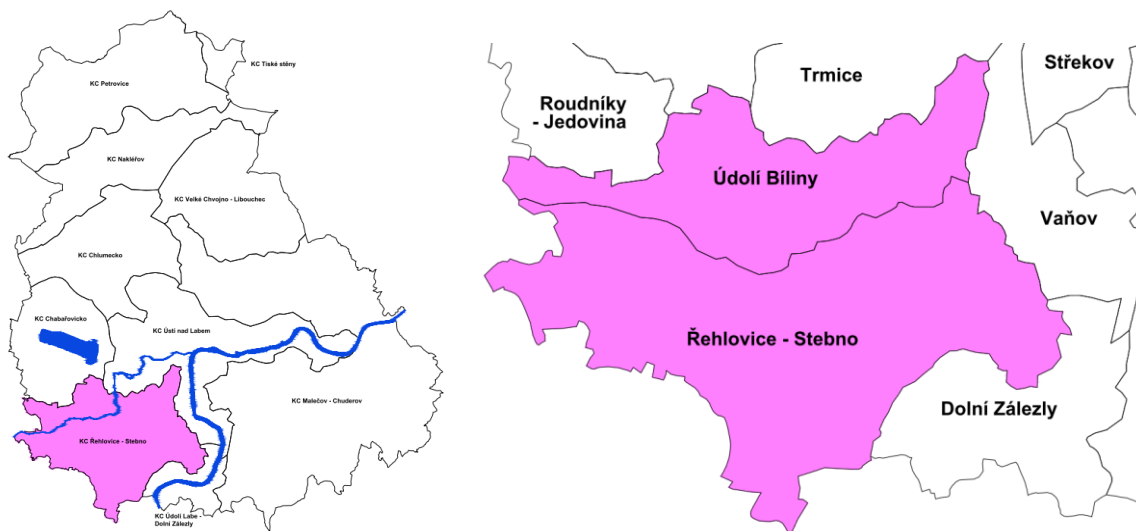 KC Tiské stěny
KC Petrovice
KC Nakléřov
KC Velké Chvojno - Libouchec
KC Chlumecko
KC Chabařovicko
KC Ústí nad Labem
KC Malečov - Chuderov
KC Řehlovice - Stebno
KC Údolí Labe -
Dolní Zálezly
Střekov
Trmice
Roudníky
- Jedovina
Údolí Bíliny
Vaňov
Řehlovice - Stebno
Dolní Zálezly